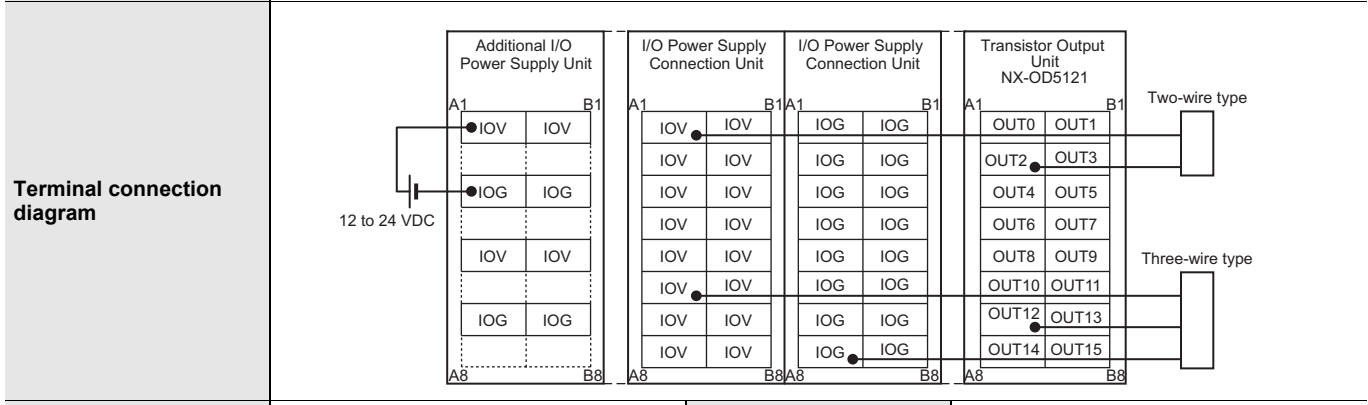 Terminal connection
diagram
Additional I/O
Power Supply Unit
A1 B1
IOV IOV
IOG IOG
IOV IOV
IOG IOG
A8 B8
12 to 24 VDC
I/O Power Supply
Connection Unit
A1 B1
IOV IOV
IOV IOV
IOV IOV
IOV IOV
IOV IOV
IOV IOV
IOV IOV
IOV IOV
A8 B8
I/O Power Supply
Connection Unit
A1 B1
IOG IOG
IOG IOG
IOG IOG
IOG IOG
IOG IOG
IOG IOG
IOG IOG
IOG IOG
A8 B8
Transistor Output
Unit
NX-OD5121
A1 B1
OUT0 OUT1
OUT2 OUT3
OUT4 OUT5
OUT6 OUT7
OUT8 OUT9
OUT10 OUT11
OUT12 OUT13
OUT14 OUT15
A8 B8
Two-wire type
Three-wire type